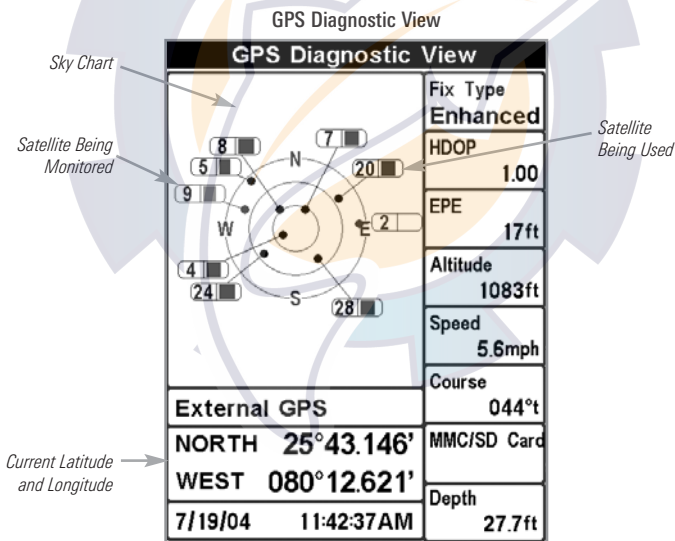 GPS Diagnostic View
GPS Diagnostic View
Sky Chart
Satellite Being
Monitored
Satellite
Being Used
8
7
5
20
9
2
4
24
28
N
W
E
S
Fix Type
Enhanced
HDOP
1.00
EPE
17ft
Altitude
1083ft
Speed
5.6mph
Course
044°t
MMC/SD Card
Depth
27.7ft
External GPS
NORTH 25°43.146'
WEST 080°12.621'
7/19/04 11:42:37AM
Current Latitude
and Longitude